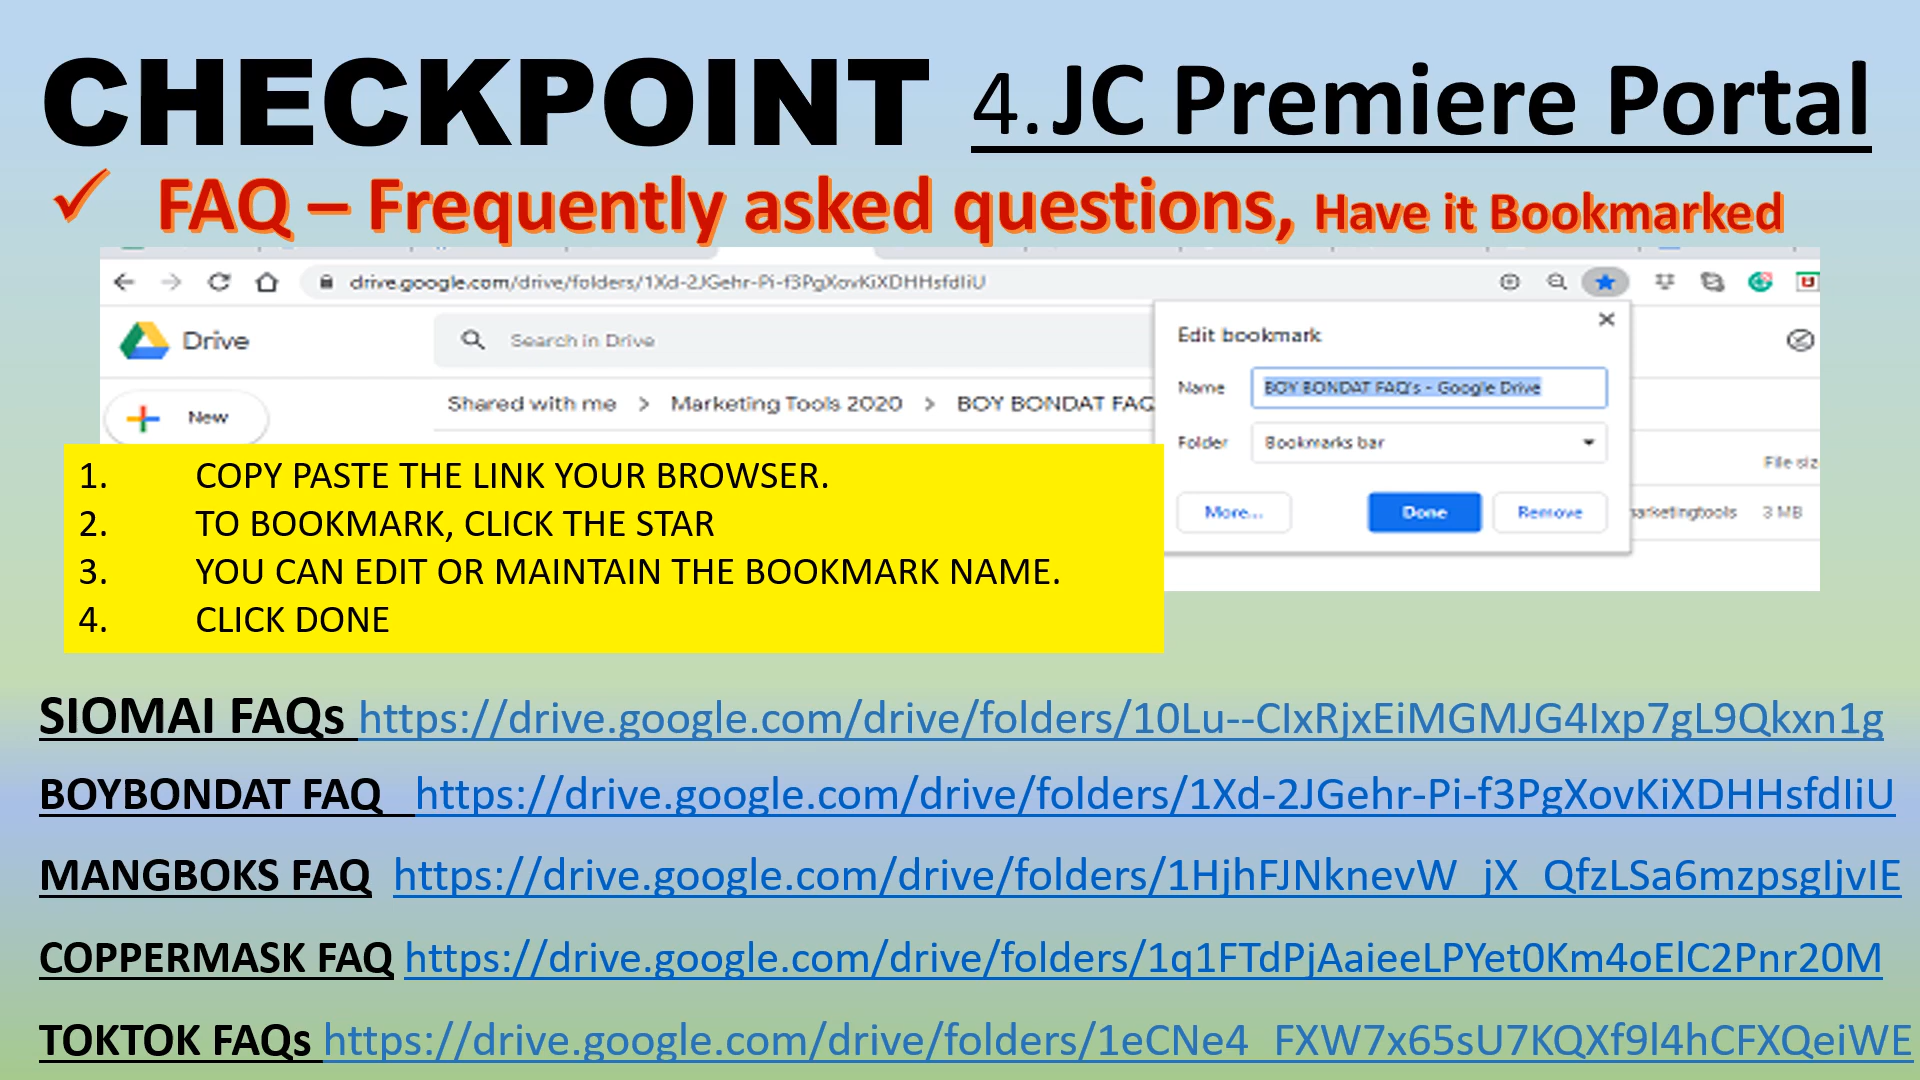 CHECKPOINT 4. JC Premiere Portal
✓ FAQ – Frequently asked questions, Have it Bookmarked
drive.google.com/drive/folders/1Xd-2JGehr-Pi-f3PgXovKiXDHHsfdIiU
Drive
Search in Drive
Edit bookmark
Name BOY BONDAT FAQ's - Google Drive
New
Shared with me > Marketing Tools 2020 > BOY BONDAT FAQ
Folder Bookmarks bar
File siz
More... Done Remove
arketingtools 3 MB
1. COPY PASTE THE LINK YOUR BROWSER.
2. TO BOOKMARK, CLICK THE STAR
3. YOU CAN EDIT OR MAINTAIN THE BOOKMARK NAME.
4. CLICK DONE
SIOMAI FAQs https://drive.google.com/drive/folders/10Lu--CIxRjxEiMGMJG4Ixp7gL9Qkxn1g
BOYBONDAT FAQ https://drive.google.com/drive/folders/1Xd-2JGehr-Pi-f3PgXovKiXDHHsfdIiU
MANGBOKS FAQ https://drive.google.com/drive/folders/1HjhFJNknevW_jX_QfzLSa6mzpsgIjvIE
COPPERMASK FAQ https://drive.google.com/drive/folders/1q1FTdPjAaieeLPYet0Km4oElC2Pnr20M
TOKTOK FAQs https://drive.google.com/drive/folders/1eCNe4_FXW7x65sU7KQXf9l4hCFXQeiWE